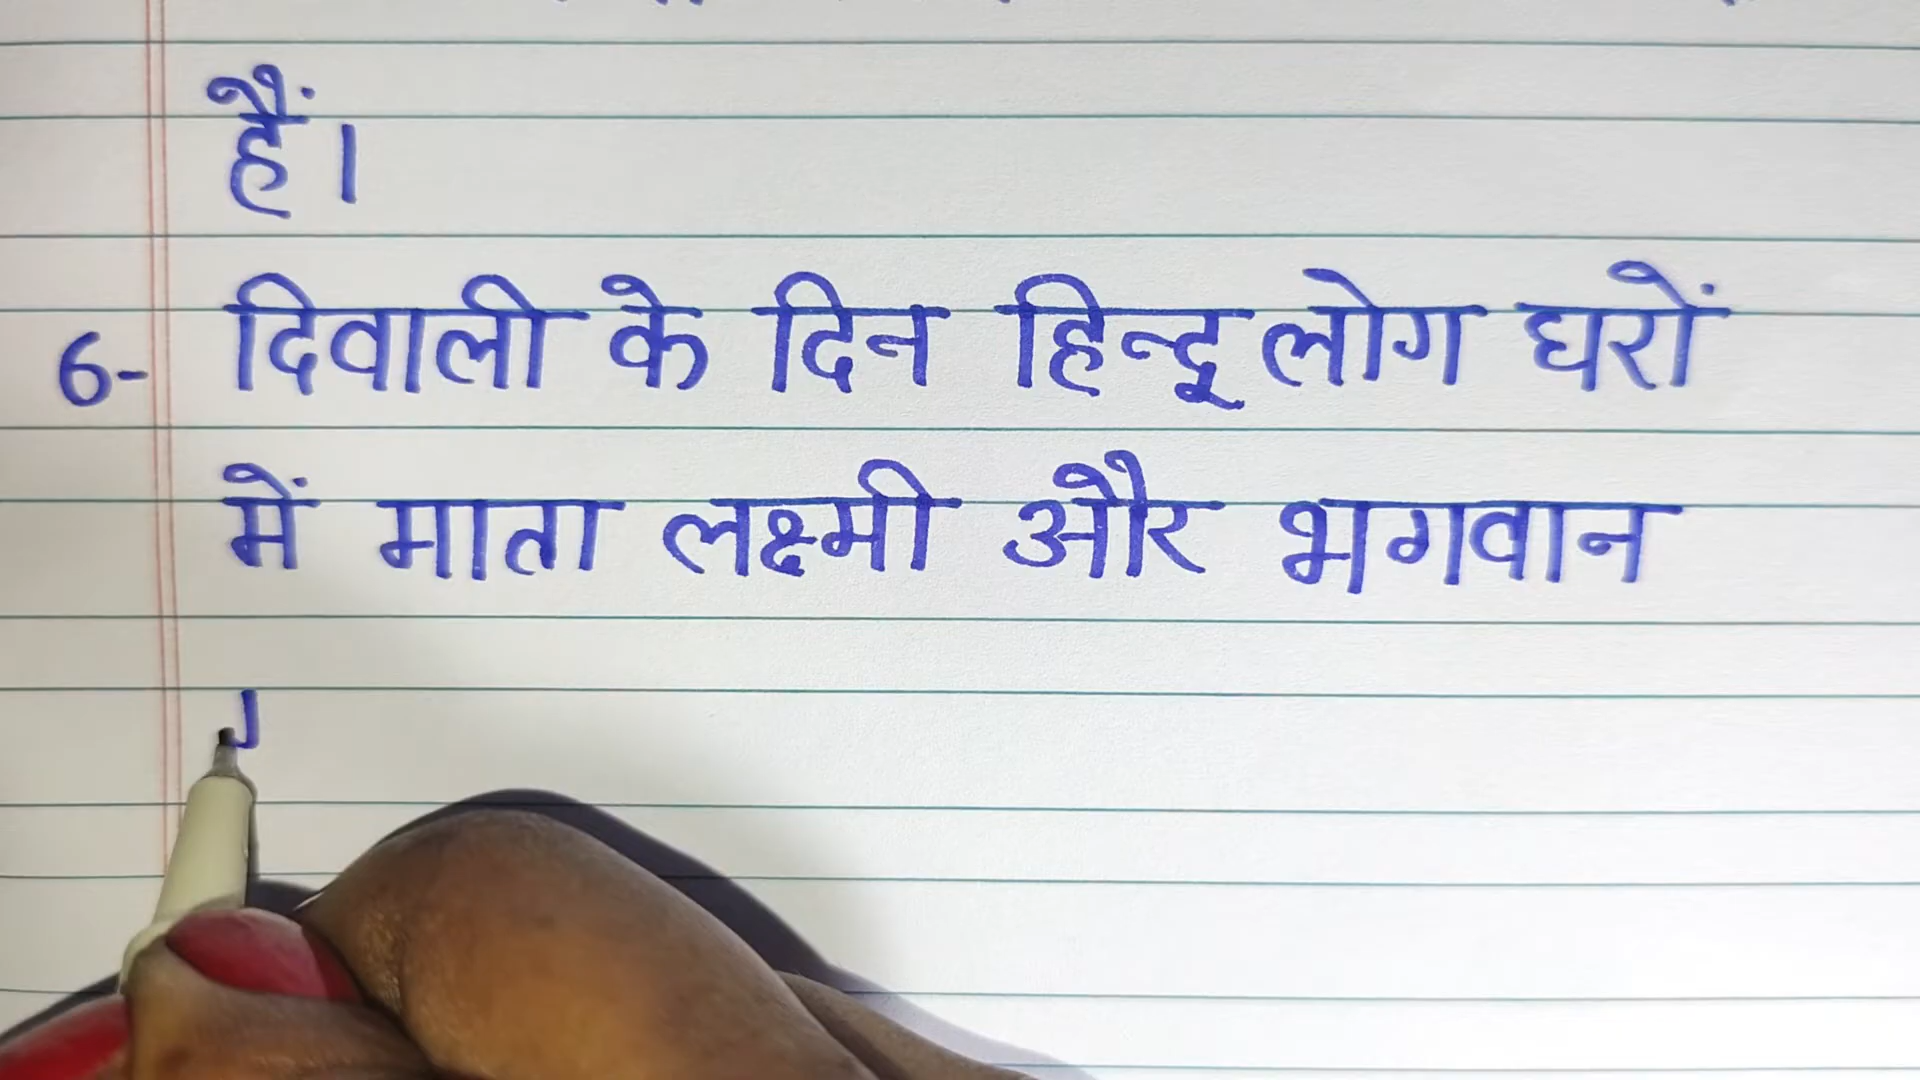 हैं।
6- दिवाली के दिन हिन्दू लोग घरों
में माता लक्ष्मी और भगवान